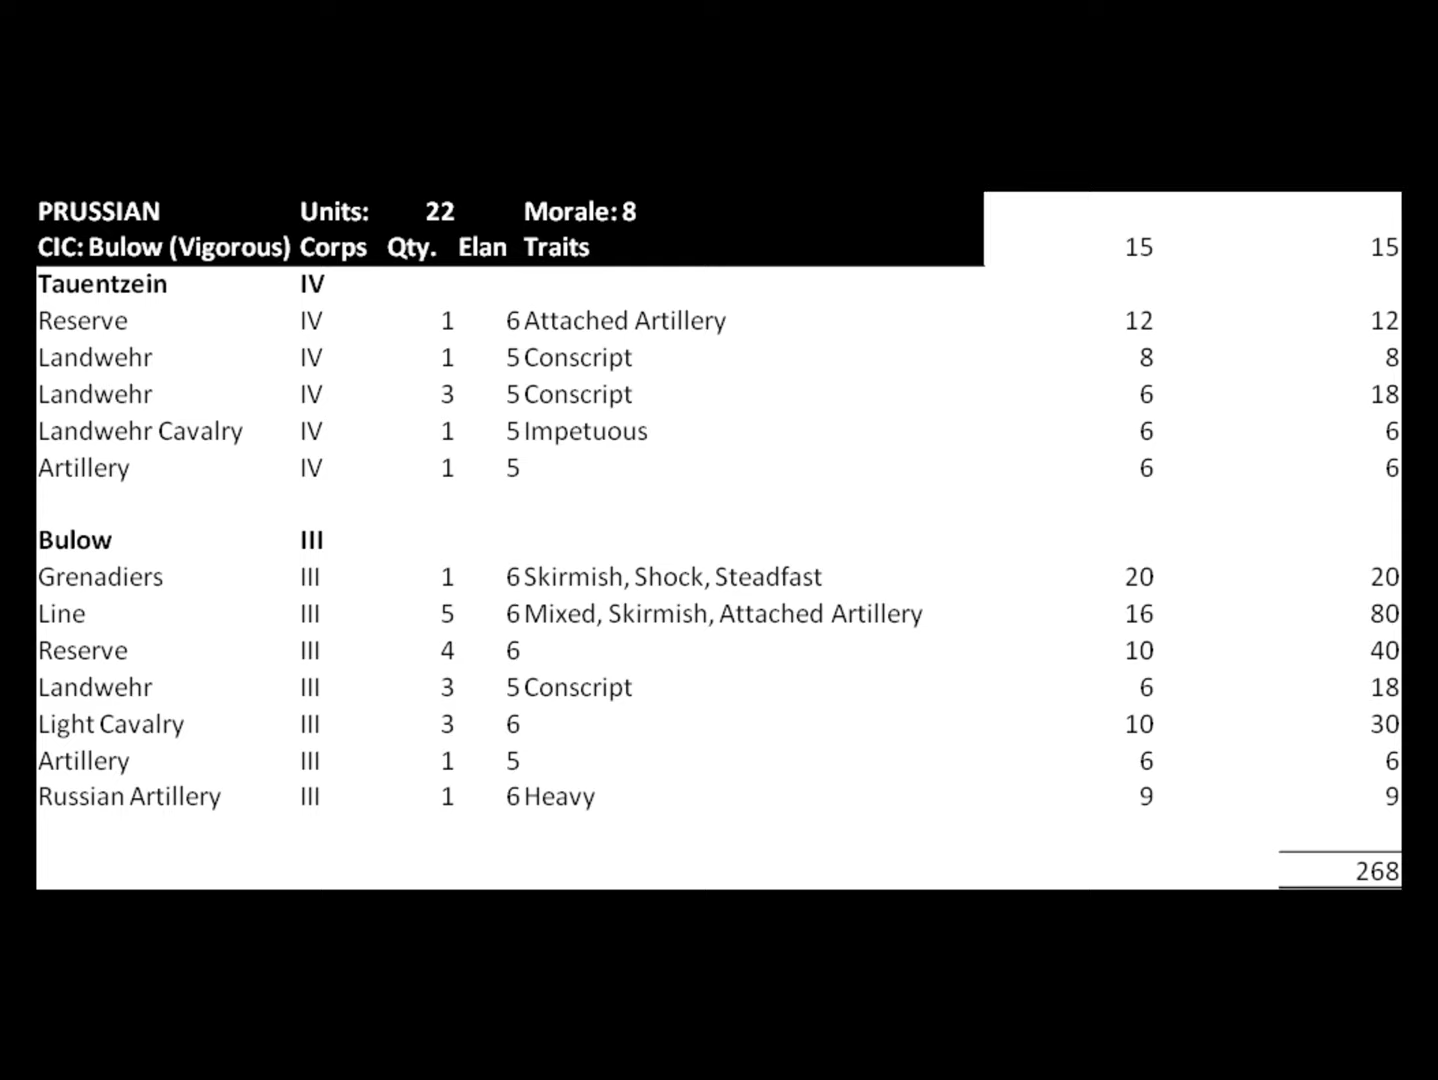 PRUSSIAN Units: 22 Morale: 8
CIC: Bulow (Vigorous) Corps Qty. Elan Traits 15 15
Tauentzein IV
Reserve IV 1 6 Attached Artillery 12 12
Landwehr IV 1 5 Conscript 8 8
Landwehr IV 3 5 Conscript 6 18
Landwehr Cavalry IV 1 5 Impetuous 6 6
Artillery IV 1 5 6 6
Bulow III
Grenadiers III 1 6 Skirmish, Shock, Steadfast 20 20
Line III 5 6 Mixed, Skirmish, Attached Artillery 16 80
Reserve III 4 6 10 40
Landwehr III 3 5 Conscript 6 18
Light Cavalry III 3 6 10 30
Artillery III 1 5 6 6
Russian Artillery III 1 6 Heavy 9 9
268